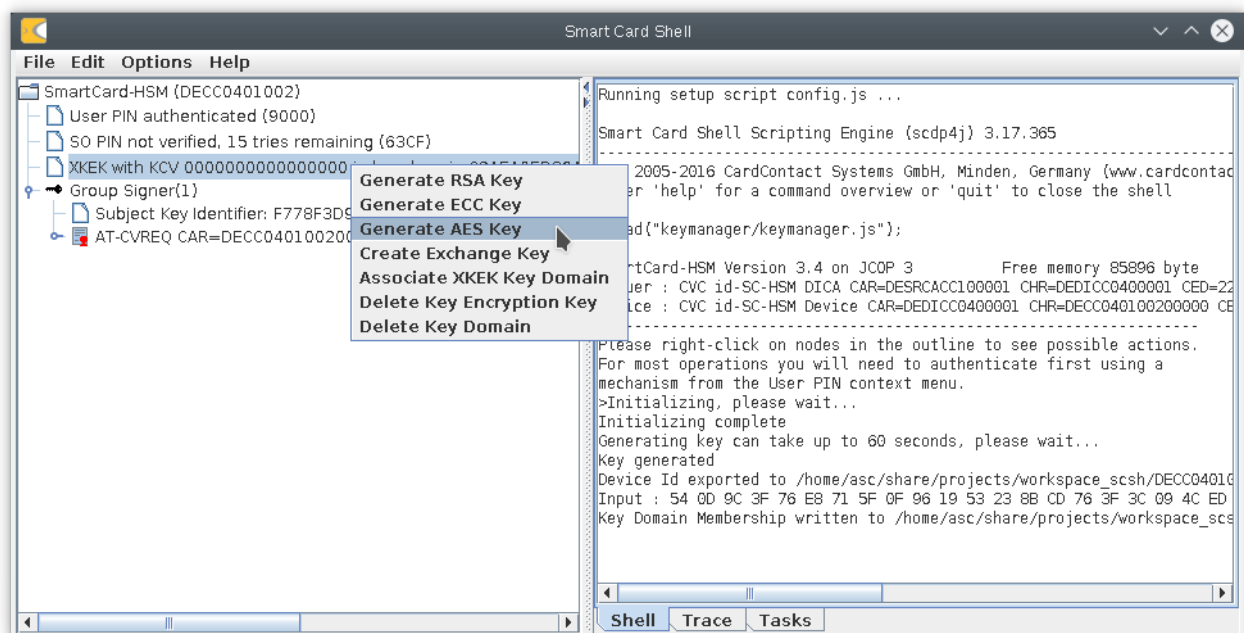 Smart Card Shell
File Edit Options Help
SmartCard-HSM (DECC0401002)
User PIN authenticated (9000)
SO PIN not verified, 15 tries remaining (63CF)
XKEK with KCV 0000000000000000
Group Signer(1)
Subject Key Identifier: F778F3D9
AT-CVREQ CAR=DECC040100200
Generate RSA Key
Generate ECC Key
Generate AES Key
Create Exchange Key
Associate XKEK Key Domain
Delete Key Encryption Key
Delete Key Domain
Running setup script config.js ...
Smart Card Shell Scripting Engine (scdp4j) 3.17.365
------------------------------------------------------------------
2005-2016 CardContact Systems GmbH, Minden, Germany (www.cardcontac
er 'help' for a command overview or 'quit' to close the shell
ad("keymanager/keymanager.js");
rtCard-HSM Version 3.4 on JCOP 3 Free memory 85896 byte
uer : CVC id-SC-HSM DICA CAR=DESRCACC100001 CHR=DEDICC0400001 CED=22
ice : CVC id-SC-HSM Device CAR=DEDICC0400001 CHR=DECC040100200000 CE
------------------------------------------------------------------
Please right-click on nodes in the outline to see possible actions.
For most operations you will need to authenticate first using a
mechanism from the User PIN context menu.
>Initializing, please wait...
Initializing complete
Generating key can take up to 60 seconds, please wait...
Key generated
Device Id exported to /home/asc/share/projects/workspace_scsh/DECC04010
Input : 54 0D 9C 3F 76 E8 71 5F 0F 96 19 53 23 8B CD 76 3F 3C 09 4C ED
Key Domain Membership written to /home/asc/share/projects/workspace_scs
Shell Trace Tasks